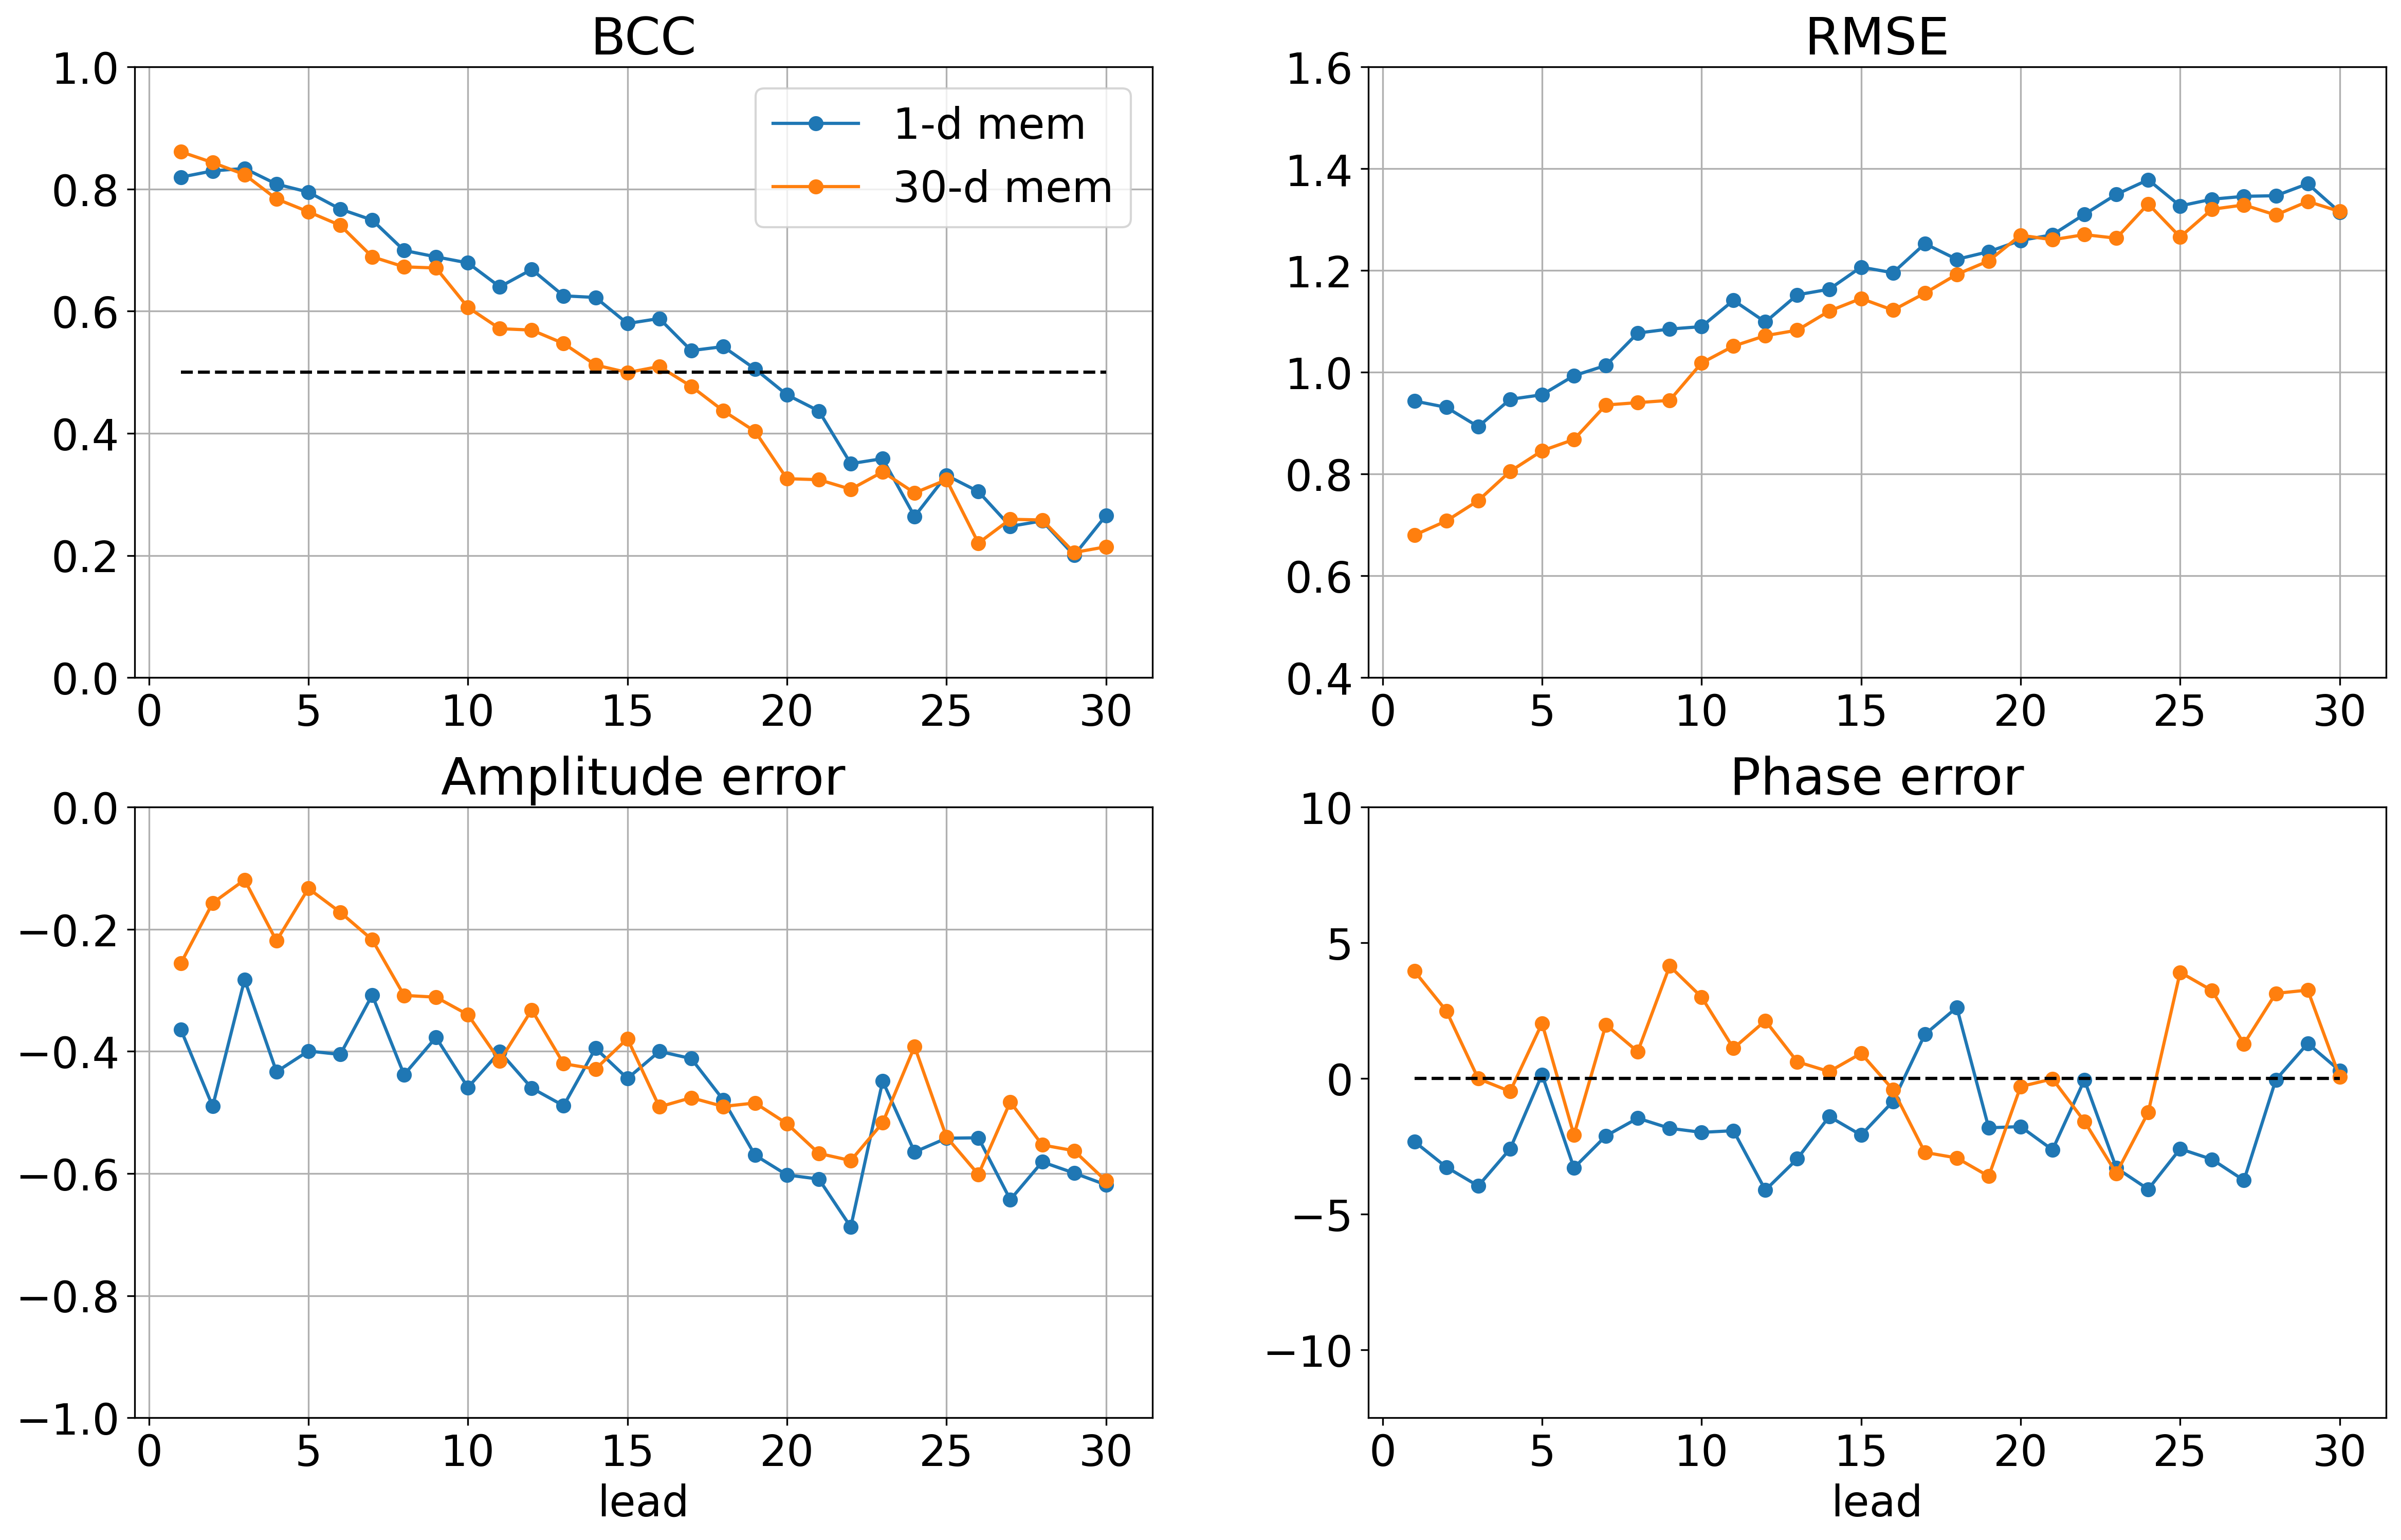 BCC
1.0
0.8
0.6
0.4
0.2
0.0
0 5 10 15 20 25 30
1-d mem
30-d mem
RMSE
1.6
1.4
1.2
1.0
0.8
0.6
0.4
0 5 10 15 20 25 30
Amplitude error
0.0
−0.2
−0.4
−0.6
−0.8
−1.0
0 5 10 15 20 25 30
lead
Phase error
10
5
0
−5
−10
0 5 10 15 20 25 30
lead